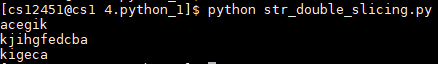 [cs12451@cs1 4.python_1]$ python str_double_slicing.py
acegik
kjihgfedcba
kigeca